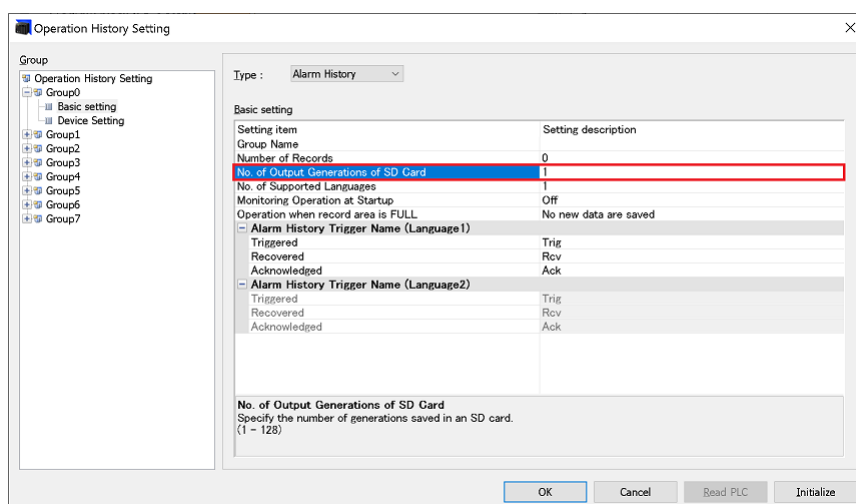 Operation History Setting
Group
Operation History Setting
Group0
Basic setting
Device Setting
Group1
Group2
Group3
Group4
Group5
Group6
Group7
Type : Alarm History
Basic setting
Setting item Setting description
Group Name
Number of Records 0
No. of Output Generations of SD Card 1
No. of Supported Languages 1
Monitoring Operation at Startup Off
Operation when record area is FULL No new data are saved
Alarm History Trigger Name (Language1)
Triggered Trig
Recovered Rcv
Acknowledged Ack
Alarm History Trigger Name (Language2)
Triggered Trig
Recovered Rcv
Acknowledged Ack
No. of Output Generations of SD Card
Specify the number of generations saved in an SD card.
(1 - 128)
OK Cancel Read PLC Initialize